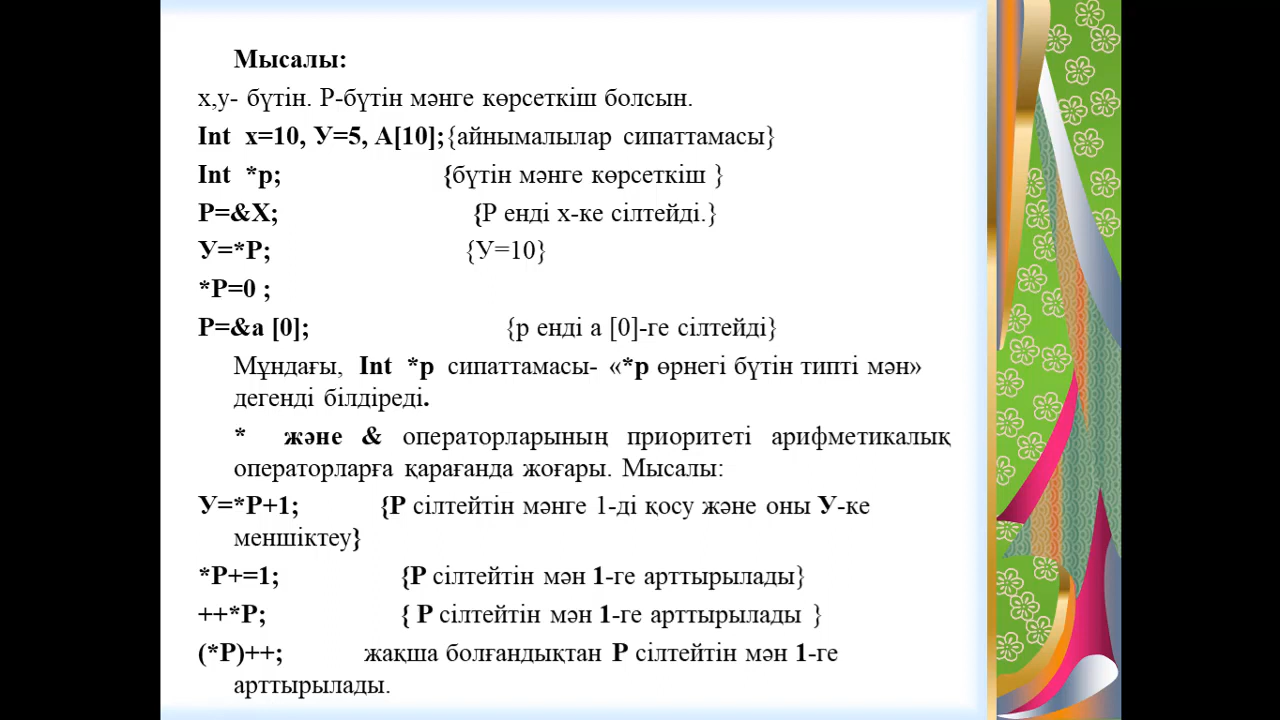 Мысалы:
х,у- бүтін. Р-бүтін мәнге көрсеткіш болсын.
Int x=10, У=5, А[10];{айнымалылар сипаттамасы}
Int *p; {бүтін мәнге көрсеткіш }
Р=&X; {Р енді х-ке сілтейді.}
У=*Р; {У=10}
*Р=0 ;
Р=&а [0]; {р енді а [0]-ге сілтейді}
Мұндағы, Int *p сипаттамасы- «*р өрнегі бүтін типті мән»
дегенді білдіреді.
* және & операторларының приоритеті арифметикалық
операторларға қарағанда жоғары. Мысалы:
У=*Р+1; {Р сілтейтін мәнге 1-ді қосу және оны У-ке
меншіктеу}
*Р+=1; {Р сілтейтін мән 1-ге арттырылады}
++*Р; { Р сілтейтін мән 1-ге арттырылады }
(*Р)++; жақша болғандықтан Р сілтейтін мән 1-ге
арттырылады.